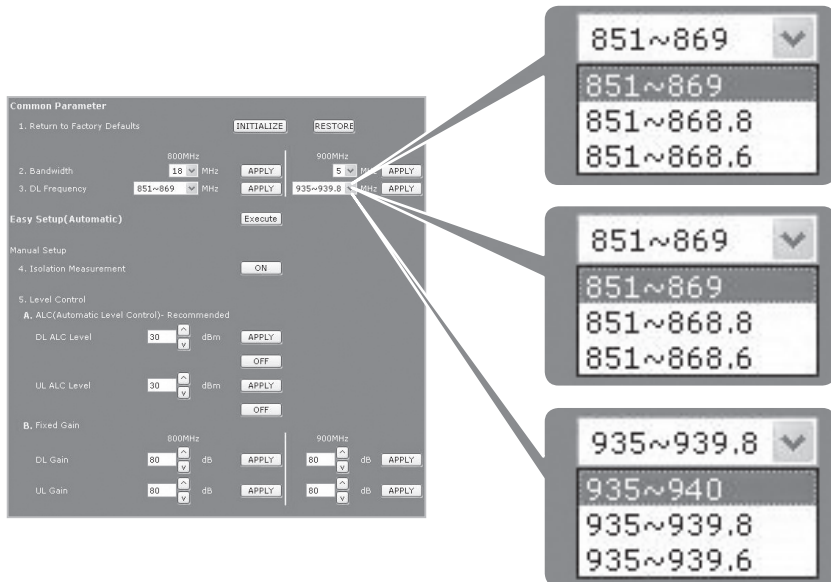 Common Parameter
1. Return to Factory Defaults INITIALIZE RESTORE
800MHz 900MHz
2. Bandwidth 18 MHz APPLY 5 MHz APPLY
3. DL Frequency 851~869 MHz APPLY 935~939.8 MHz APPLY
Easy Setup(Automatic) Execute
Manual Setup
4. Isolation Measurement ON
5. Level Control
A. ALC(Automatic Level Control)- Recommended
DL ALC Level 30 dBm APPLY
OFF
UL ALC Level 30 dBm APPLY
OFF
B. Fixed Gain
800MHz 900MHz
DL Gain 80 dB APPLY 80 dB APPLY
UL Gain 80 dB APPLY 80 dB APPLY
851~869
851~869
851~868.8
851~868.6
851~869
851~869
851~868.8
851~868.6
935~939.8
935~940
935~939.8
935~939.6